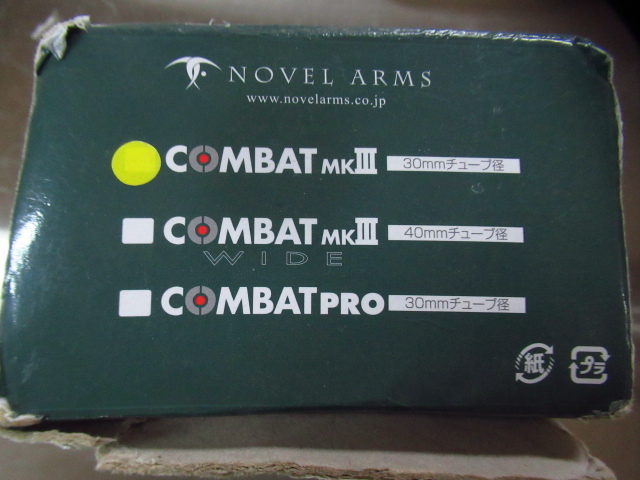 NOVEL ARMS
www.novelarms.co.jp
COMBAT MKIII 30mmチューブ径
COMBAT MKIII 40mmチューブ径
WIDE
COMBAT PRO 30mmチューブ径
紙 プラ